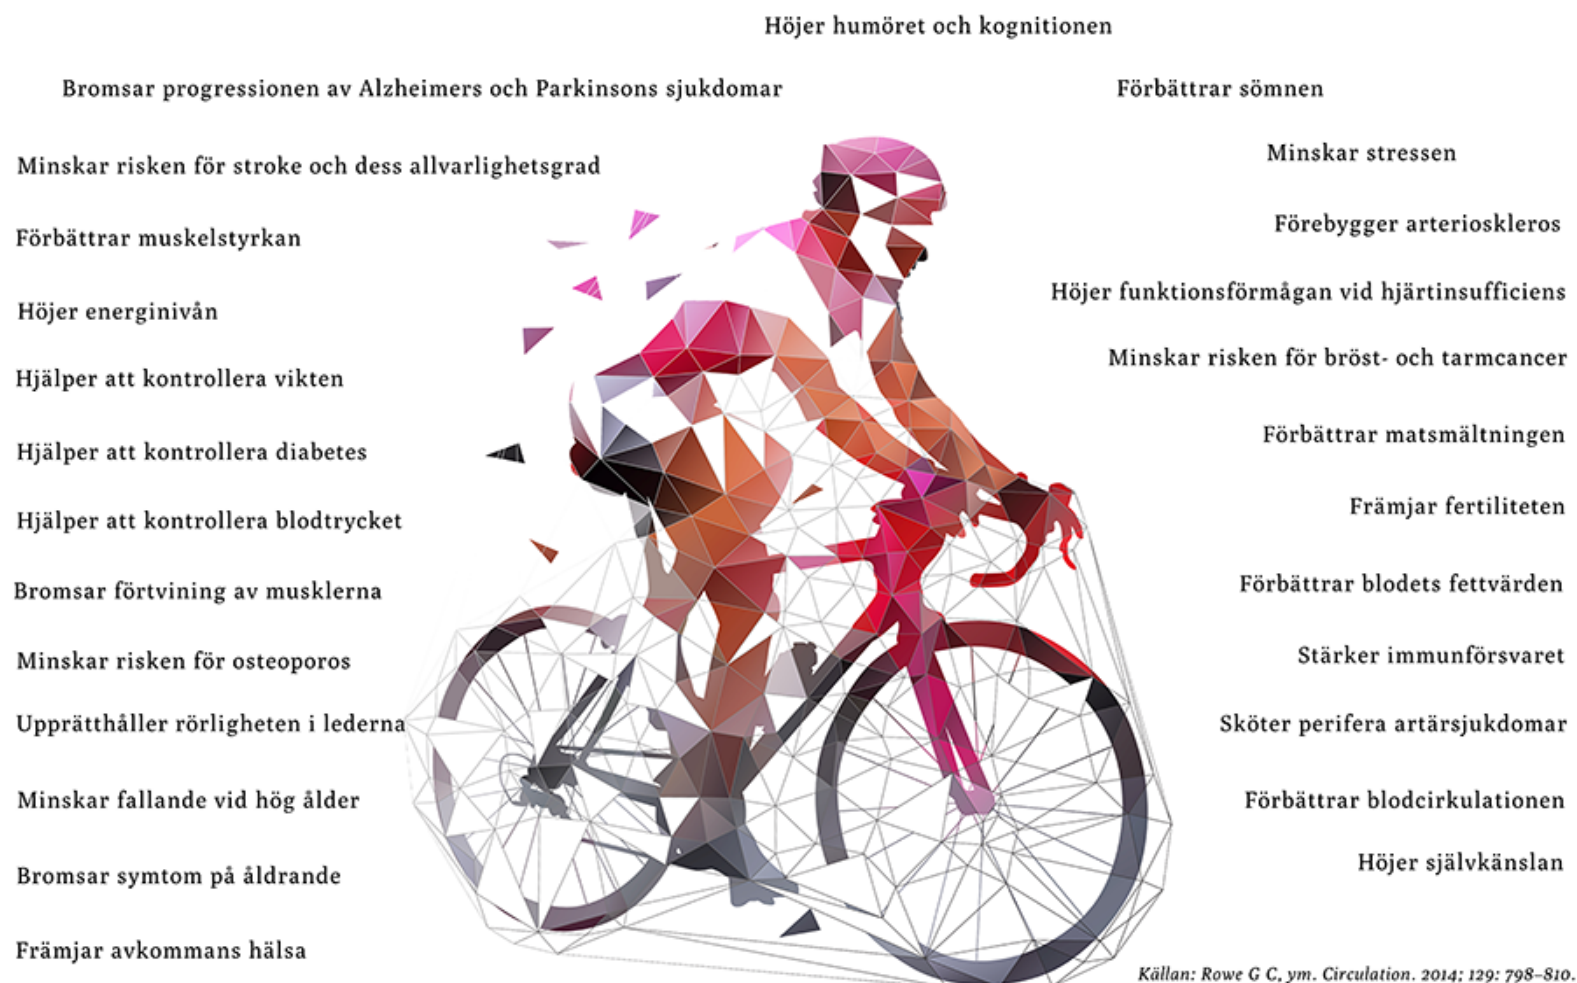 Höjer humöret och kognitionen
Bromsar progressionen av Alzheimers och Parkinsons sjukdomar
Förbättrar sömnen
Minskar risken för stroke och dess allvarlighetsgrad
Minskar stressen
Förbättrar muskelstyrkan
Förebygger arterioskleros
Höjer energinivån
Höjer funktionsförmågan vid hjärtinsufficiens
Hjälper att kontrollera vikten
Minskar risken för bröst- och tarmcancer
Hjälper att kontrollera diabetes
Förbättrar matsmältningen
Hjälper att kontrollera blodtrycket
Främjar fertiliteten
Bromsar förtvining av musklerna
Förbättrar blodets fettvärden
Minskar risken för osteoporos
Stärker immunförsvaret
Upprätthåller rörligheten i lederna
Sköter perifera artärsjukdomar
Minskar fallande vid hög ålder
Förbättrar blodcirkulationen
Bromsar symtom på åldrande
Höjer självkänslan
Främjar avkommans hälsa
Källan: Rowe G C, ym. Circulation. 2014; 129: 798–810.